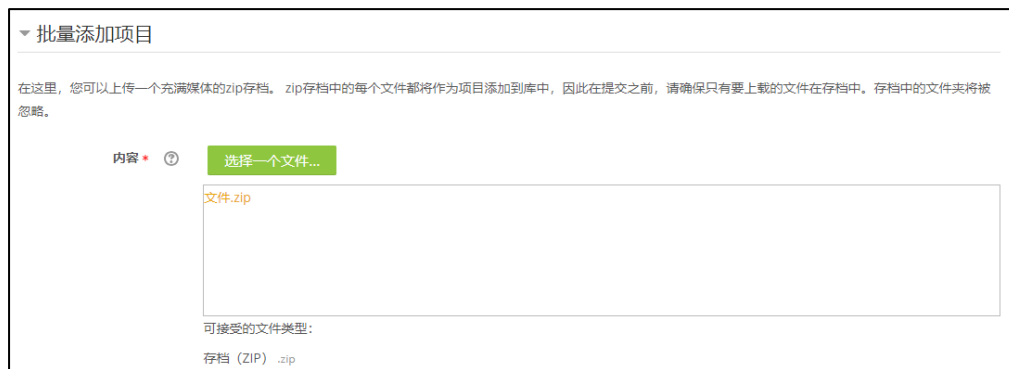 批量添加项目
在这里，您可以上传一个充满媒体的zip存档。 zip存档中的每个文件都将作为项目添加到库中，因此在提交之前，请确保只有要上载的文件在存档中。存档中的文件夹将被
忽略。
内容* ? 选择一个文件...
文件.zip
可接受的文件类型：
存档（ZIP） .zip